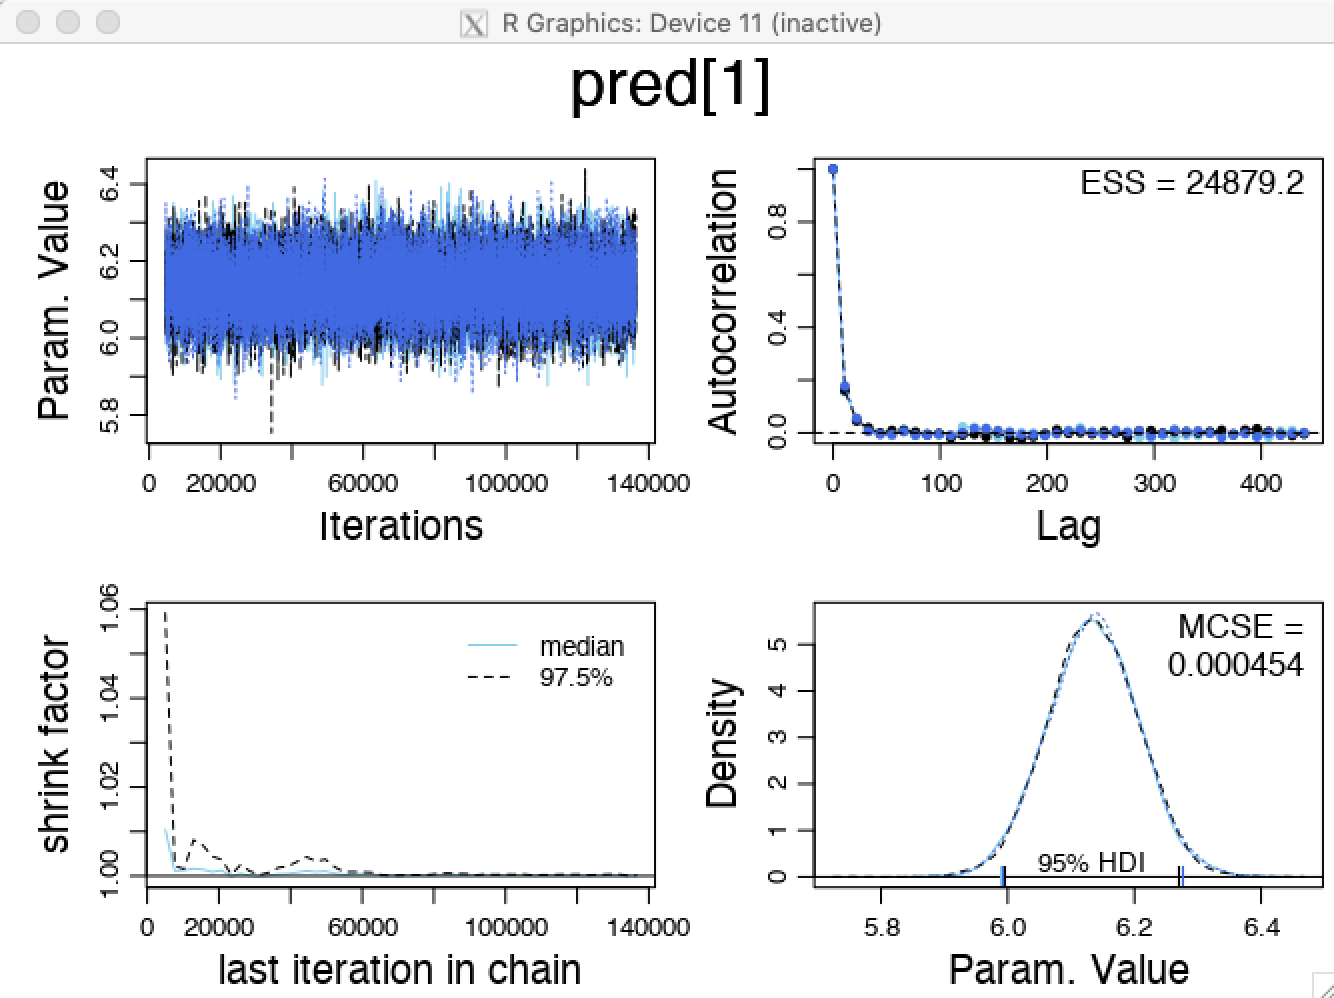 R Graphics: Device 11 (inactive)
pred[1]
Param. Value
6.4
6.2
6.0
5.8
0
20000
60000
100000
140000
Iterations
Autocorrelation
0.8
0.4
0.0
ESS = 24879.2
0
100
200
300
400
Lag
shrink factor
1.06
1.04
1.02
1.00
median
97.5%
0
20000
60000
100000
140000
last iteration in chain
Density
5
4
3
2
1
0
MCSE =
0.000454
95% HDI
5.8
6.0
6.2
6.4
Param. Value